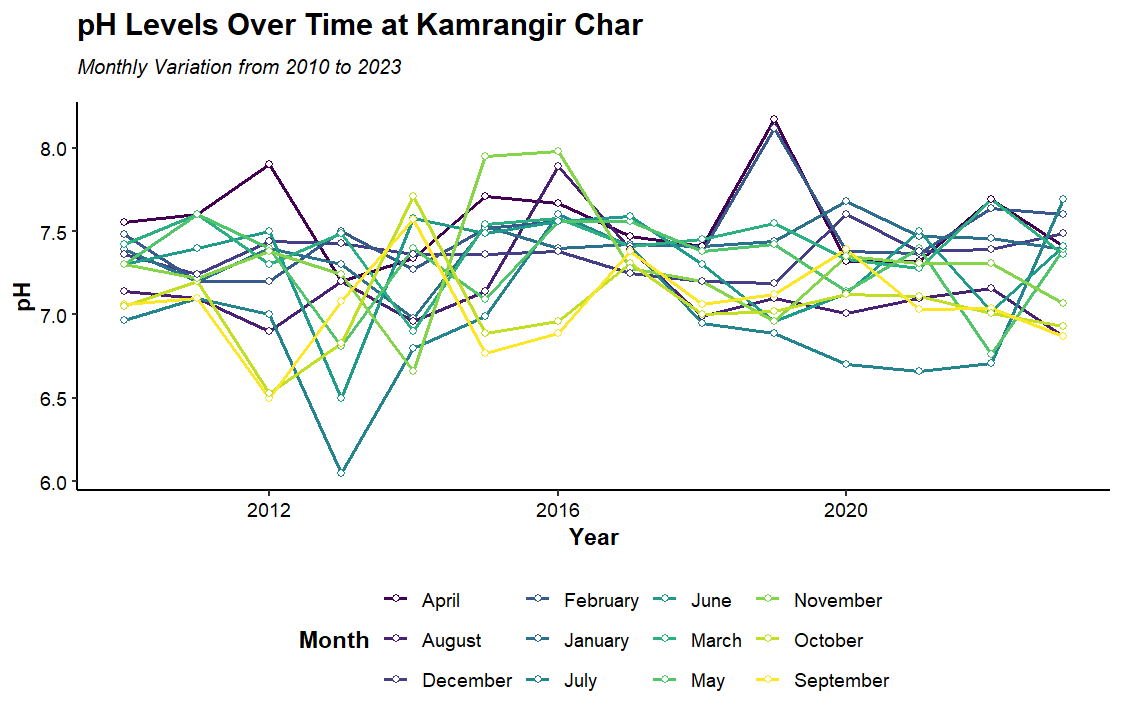 pH Levels Over Time at Kamrangir Char
Monthly Variation from 2010 to 2023
pH
8.0
7.5
7.0
6.5
6.0
2012 2016 2020
Year
Month
April February June November
August January March October
December July May September